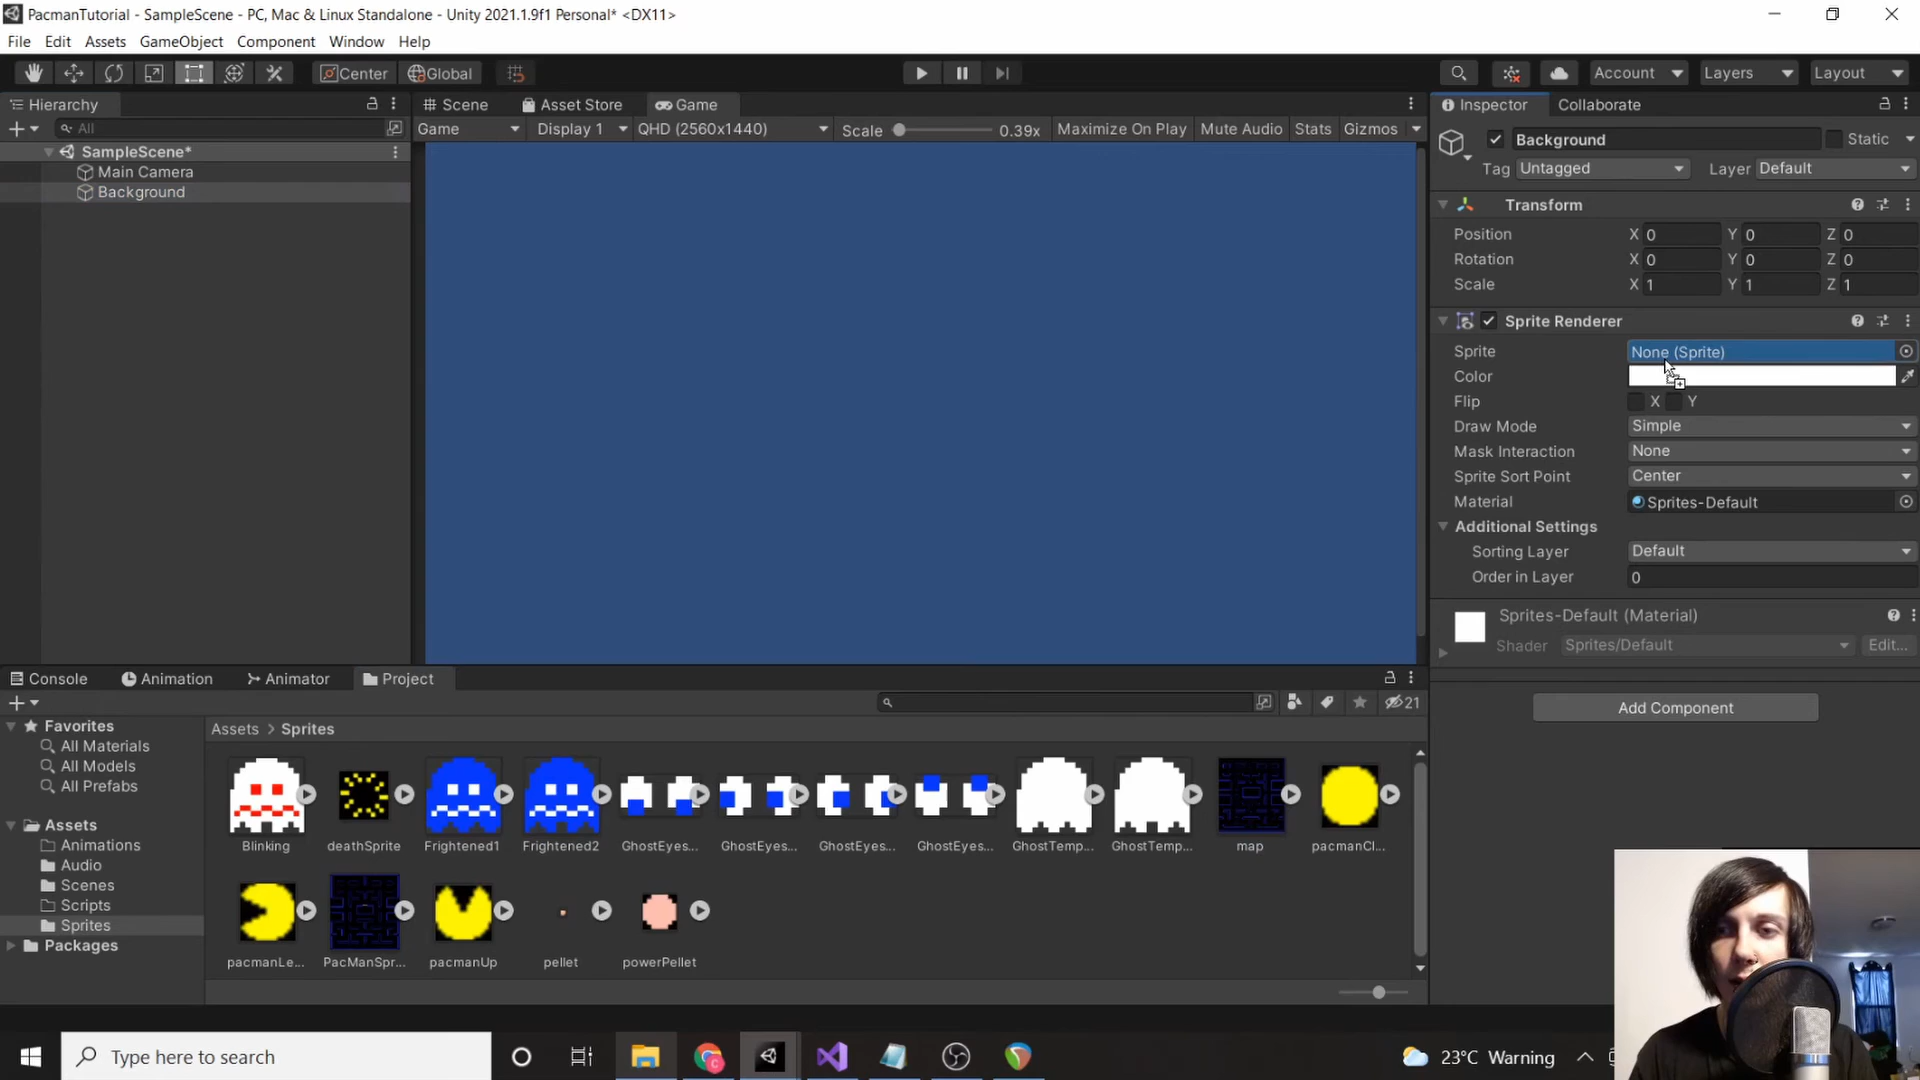 PacmanTutorial - SampleScene - PC, Mac & Linux Standalone - Unity 2021.1.9f1 Personal* <DX11>
File Edit Assets GameObject Component Window Help
Center Global Account Layers Layout
Hierarchy
All
SampleScene*
Main Camera
Background
Scene Asset Store Game
Game Display 1 QHD (2560x1440) Scale 0.39x Maximize On Play Mute Audio Stats Gizmos
Inspector Collaborate
Background Static
Tag Untagged Layer Default
Transform
Position X 0 Y 0 Z 0
Rotation X 0 Y 0 Z 0
Scale X 1 Y 1 Z 1
Sprite Renderer
Sprite None (Sprite)
Color
Flip X Y
Draw Mode Simple
Mask Interaction None
Sprite Sort Point Center
Material Sprites-Default
Additional Settings
Sorting Layer Default
Order in Layer 0
Sprites-Default (Material)
Shader Sprites/Default Edit...
Add Component
Console Animation Animator Project
21
Favorites
All Materials
All Models
All Prefabs
Assets
Animations
Audio
Scenes
Scripts
Sprites
Packages
Assets > Sprites
Blinking deathSprite Frightened1 Frightened2 GhostEyes... GhostEyes... GhostEyes... GhostEyes... GhostTemp... GhostTemp... map pacmanCl...
pacmanLe... PacManSpr... pacmanUp pellet powerPellet
Type here to search
23°C Warning